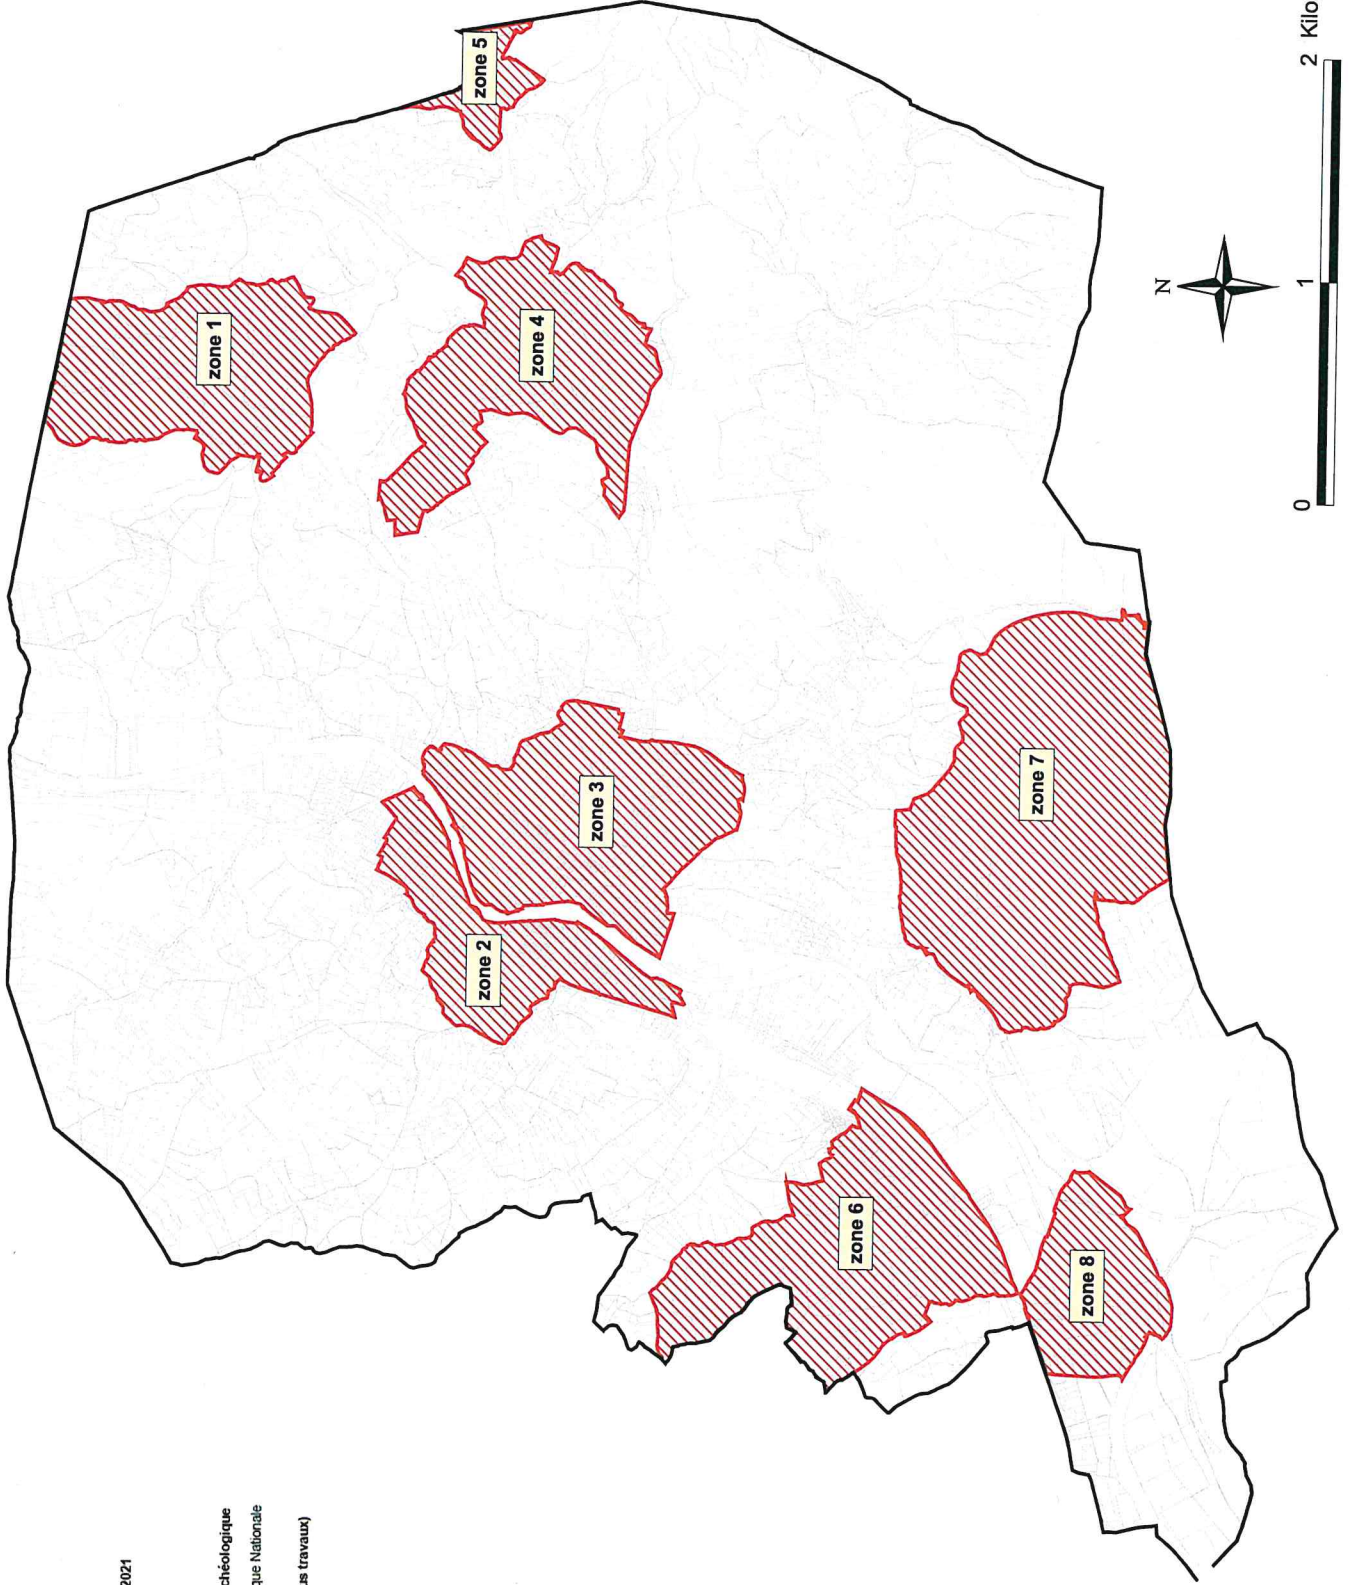 2021
chéologique
que Nationale
us travaux)
zone 1
zone 5
zone 4
zone 2
zone 3
zone 7
zone 6
zone 8
N
0 1 2 Kilo